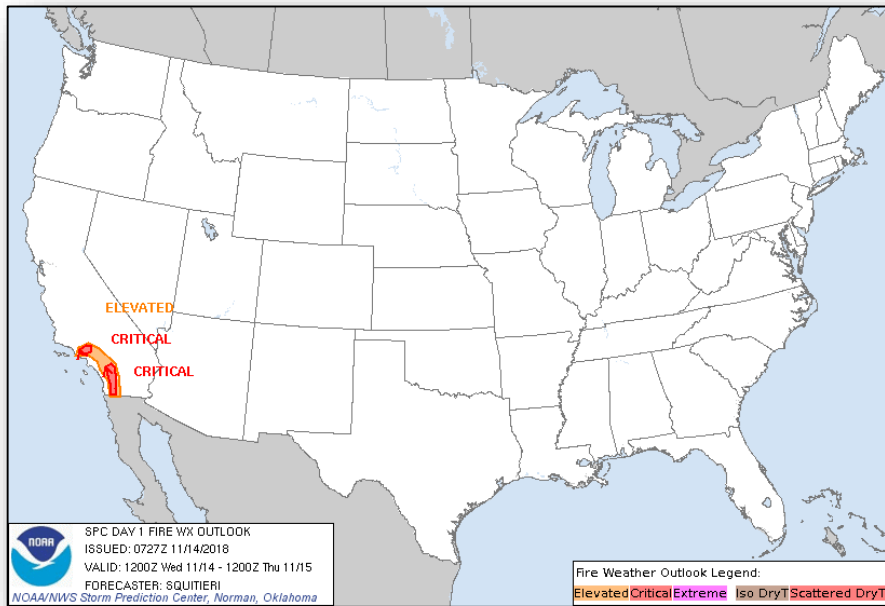 ELEVATED
CRITICAL
CRITICAL
NOAA
SPC DAY 1 FIRE WX OUTLOOK
ISSUED: 0727Z 11/14/2018
VALID: 1200Z Wed 11/14 - 1200Z Thu 11/15
FORECASTER: SQUITIERI
NOAA/NWS Storm Prediction Center, Norman, Oklahoma
Fire Weather Outlook Legend:
Elevated Critical Extreme Iso DryT Scattered DryT